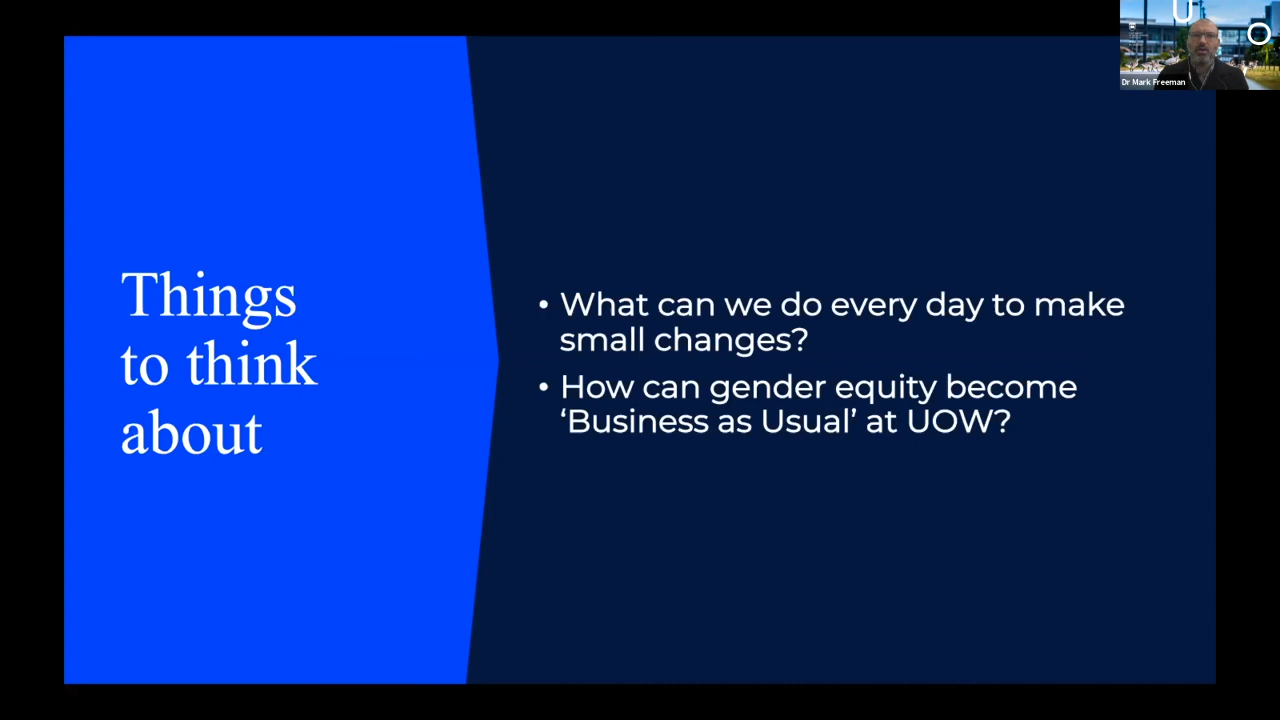 Things
to think
about
• What can we do every day to make
small changes?
• How can gender equity become
‘Business as Usual’ at UOW?
U
O
Dr Mark Freeman